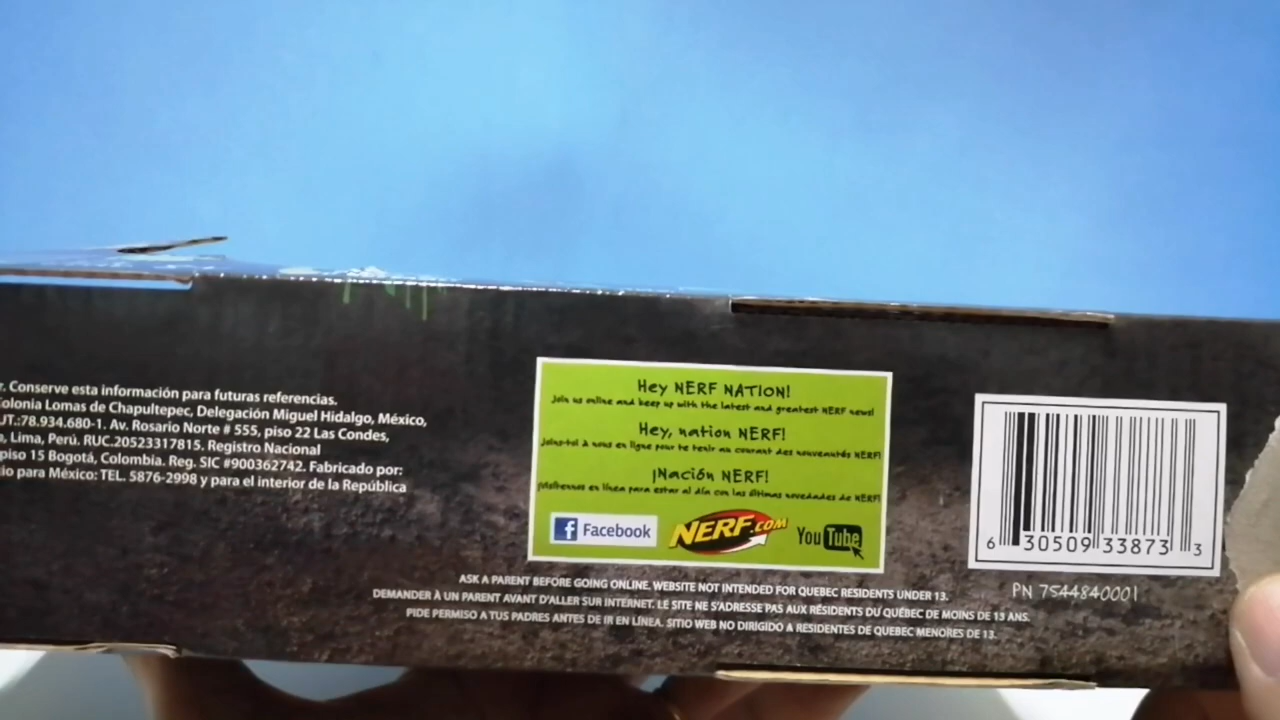 r. Conserve esta información para futuras referencias.
Colonia Lomas de Chapultepec, Delegación Miguel Hidalgo, México,
UT.:78.934.680-1. Av. Rosario Norte # 555, piso 22 Las Condes,
, Lima, Perú. RUC.20523317815. Registro Nacional
piso 15 Bogotá, Colombia. Reg. SIC #900362742. Fabricado por:
io para México: TEL. 5876-2998 y para el interior de la República
Hey NERF NATION!
Join us online and keep up with the latest and greatest NERF news!
Hey, nation NERF!
Joins-toi à nous en ligne pour te tenir au courant des nouveautés NERF!
¡Nación NERF!
¡Visítennos en línea para estar al día con las últimas novedades de NERF!
f Facebook
NERF.COM
YouTube
ASK A PARENT BEFORE GOING ONLINE. WEBSITE NOT INTENDED FOR QUEBEC RESIDENTS UNDER 13.
DEMANDER À UN PARENT AVANT D'ALLER SUR INTERNET. LE SITE NE S'ADRESSE PAS AUX RÉSIDENTS DU QUÉBEC DE MOINS DE 13 ANS.
PIDE PERMISO A TUS PADRES ANTES DE IR EN LÍNEA. SITIO WEB NO DIRIGIDO A RESIDENTES DE QUEBEC MENORES DE 13.
6 30509 33873 3
PN 7544840001